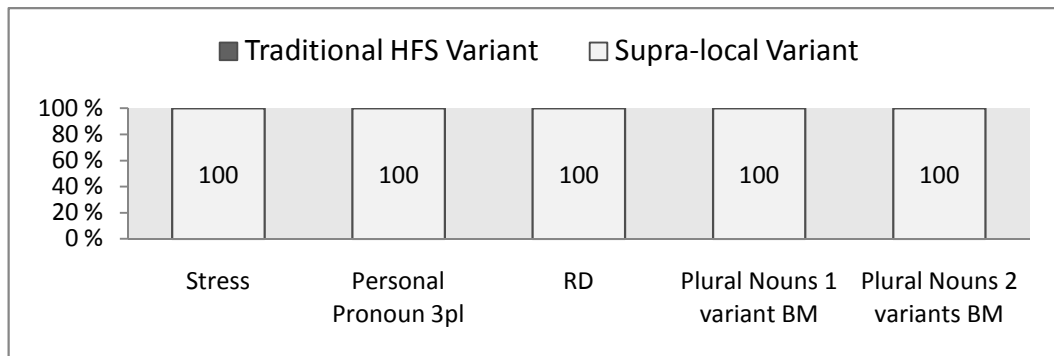 Traditional HFS Variant Supra-local Variant
100 %
80 %
60 %
40 %
20 %
0 %
100 100 100 100 100
Stress Personal RD Plural Nouns 1 Plural Nouns 2
Pronoun 3pl variant BM variants BM